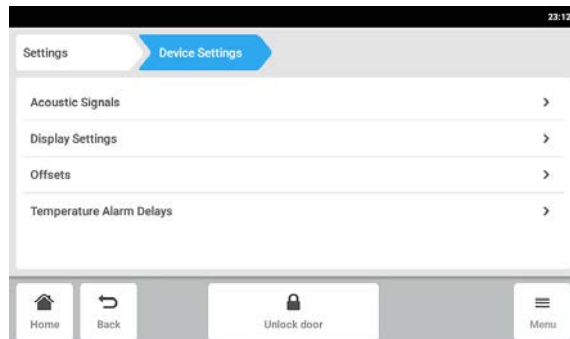 23:12
Settings Device Settings
Acoustic Signals
Display Settings
Offsets
Temperature Alarm Delays
Home Back Unlock door Menu